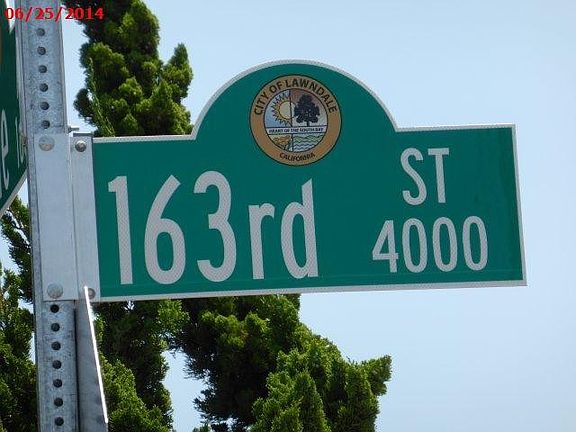 06/25/2014
CITY OF LAWNDALE
HEART OF THE SOUTH BAY
CALIFORNIA
163rd ST
4000